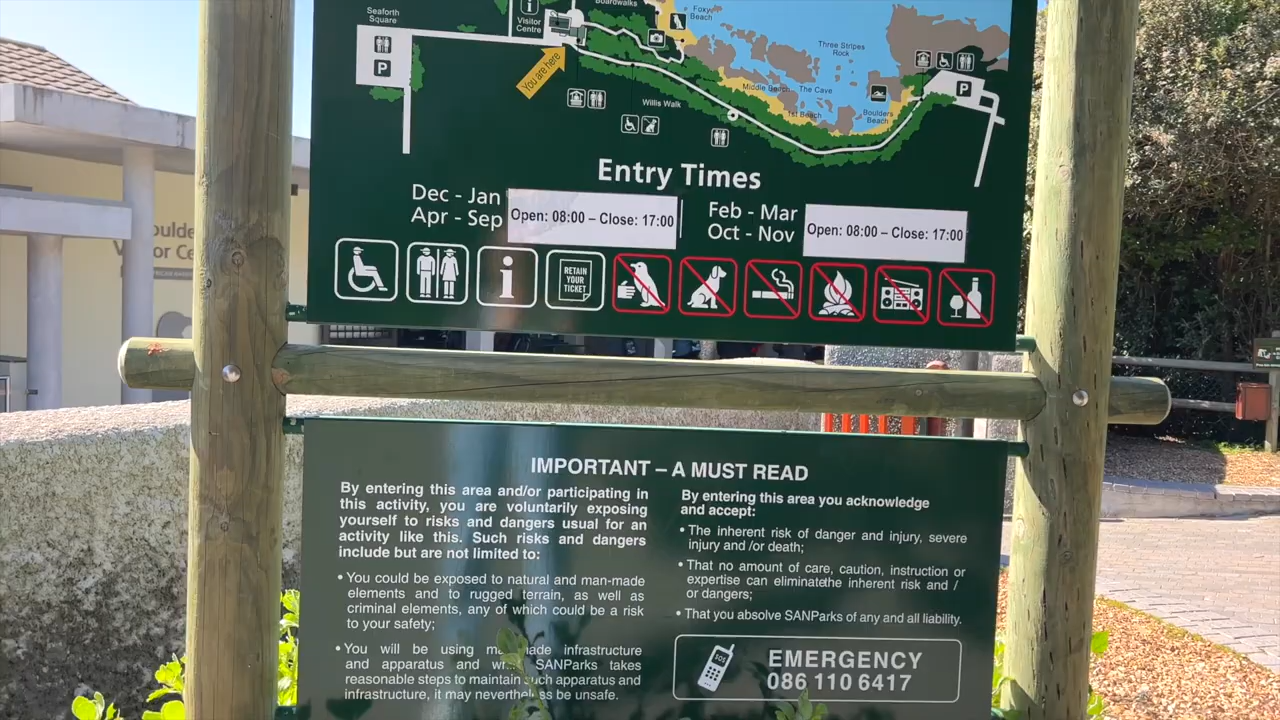 Seaforth
Square
P
i
Visitor
Centre
Boardwalks
Foxy
Beach
You are here
Three Stripes
Rock
Willis Walk
Middle Beach
The Cave
1st Beach
Boulders
Beach
P
Entry Times
Dec - Jan
Apr - Sep
Open: 08:00 – Close: 17:00
Feb - Mar
Oct - Nov
Open: 08:00 – Close: 17:00
i
RETAIN
YOUR
TICKET
IMPORTANT – A MUST READ
By entering this area and/or participating in
this activity, you are voluntarily exposing
yourself to risks and dangers usual for an
activity like this. Such risks and dangers
include but are not limited to:
• You could be exposed to natural and man-made
elements and to rugged terrain, as well as
criminal elements, any of which could be a risk
to your safety;
• You will be using man-made infrastructure
and apparatus and while SANParks takes
reasonable steps to maintain such apparatus and
infrastructure, it may nevertheless be unsafe.
By entering this area you acknowledge
and accept:
• The inherent risk of danger and injury, severe
injury and /or death;
• That no amount of care, caution, instruction or
expertise can eliminatethe inherent risk and /
or dangers;
• That you absolve SANParks of any and all liability.
SOS
EMERGENCY
086 110 6417